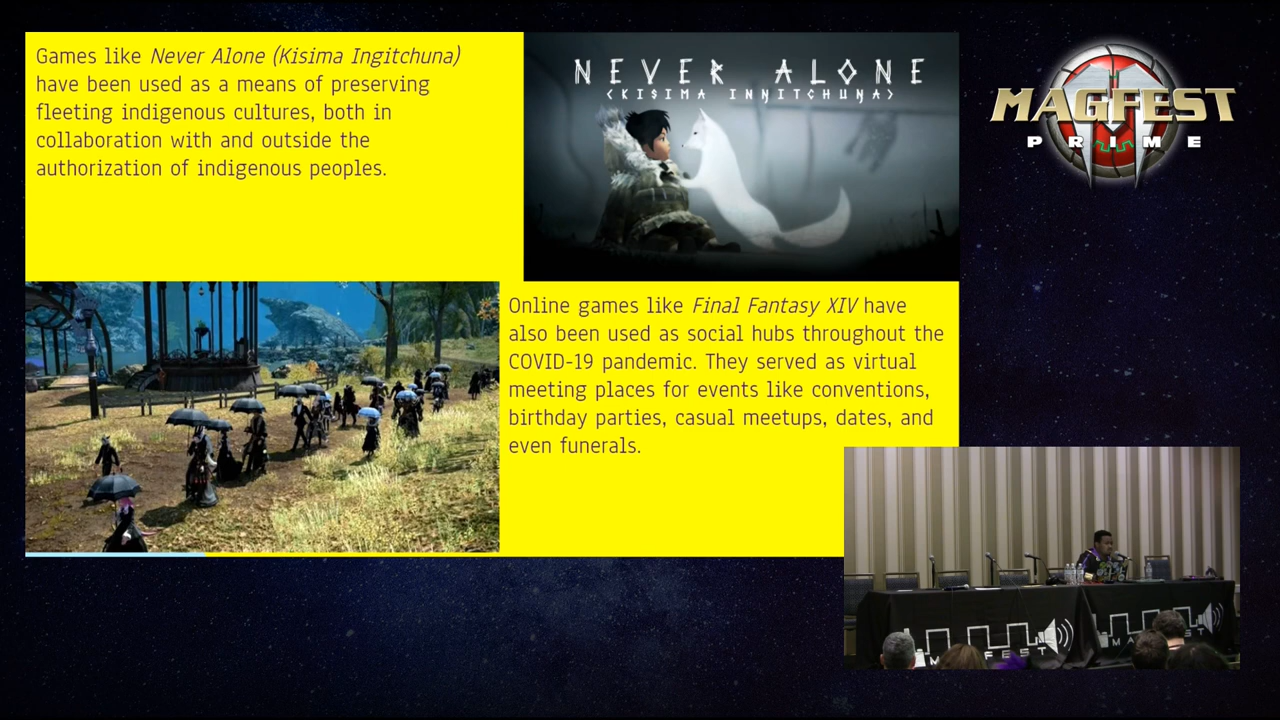 Games like Never Alone (Kisima Ingitchuna)
have been used as a means of preserving
fleeting indigenous cultures, both in
collaboration with and outside the
authorization of indigenous peoples.
NEVER ALONE
(KISIMA INŊITCHUŊA)
MAGFEST
PRIME
Online games like Final Fantasy XIV have
also been used as social hubs throughout the
COVID-19 pandemic. They served as virtual
meeting places for events like conventions,
birthday parties, casual meetups, dates, and
even funerals.
MAGFEST